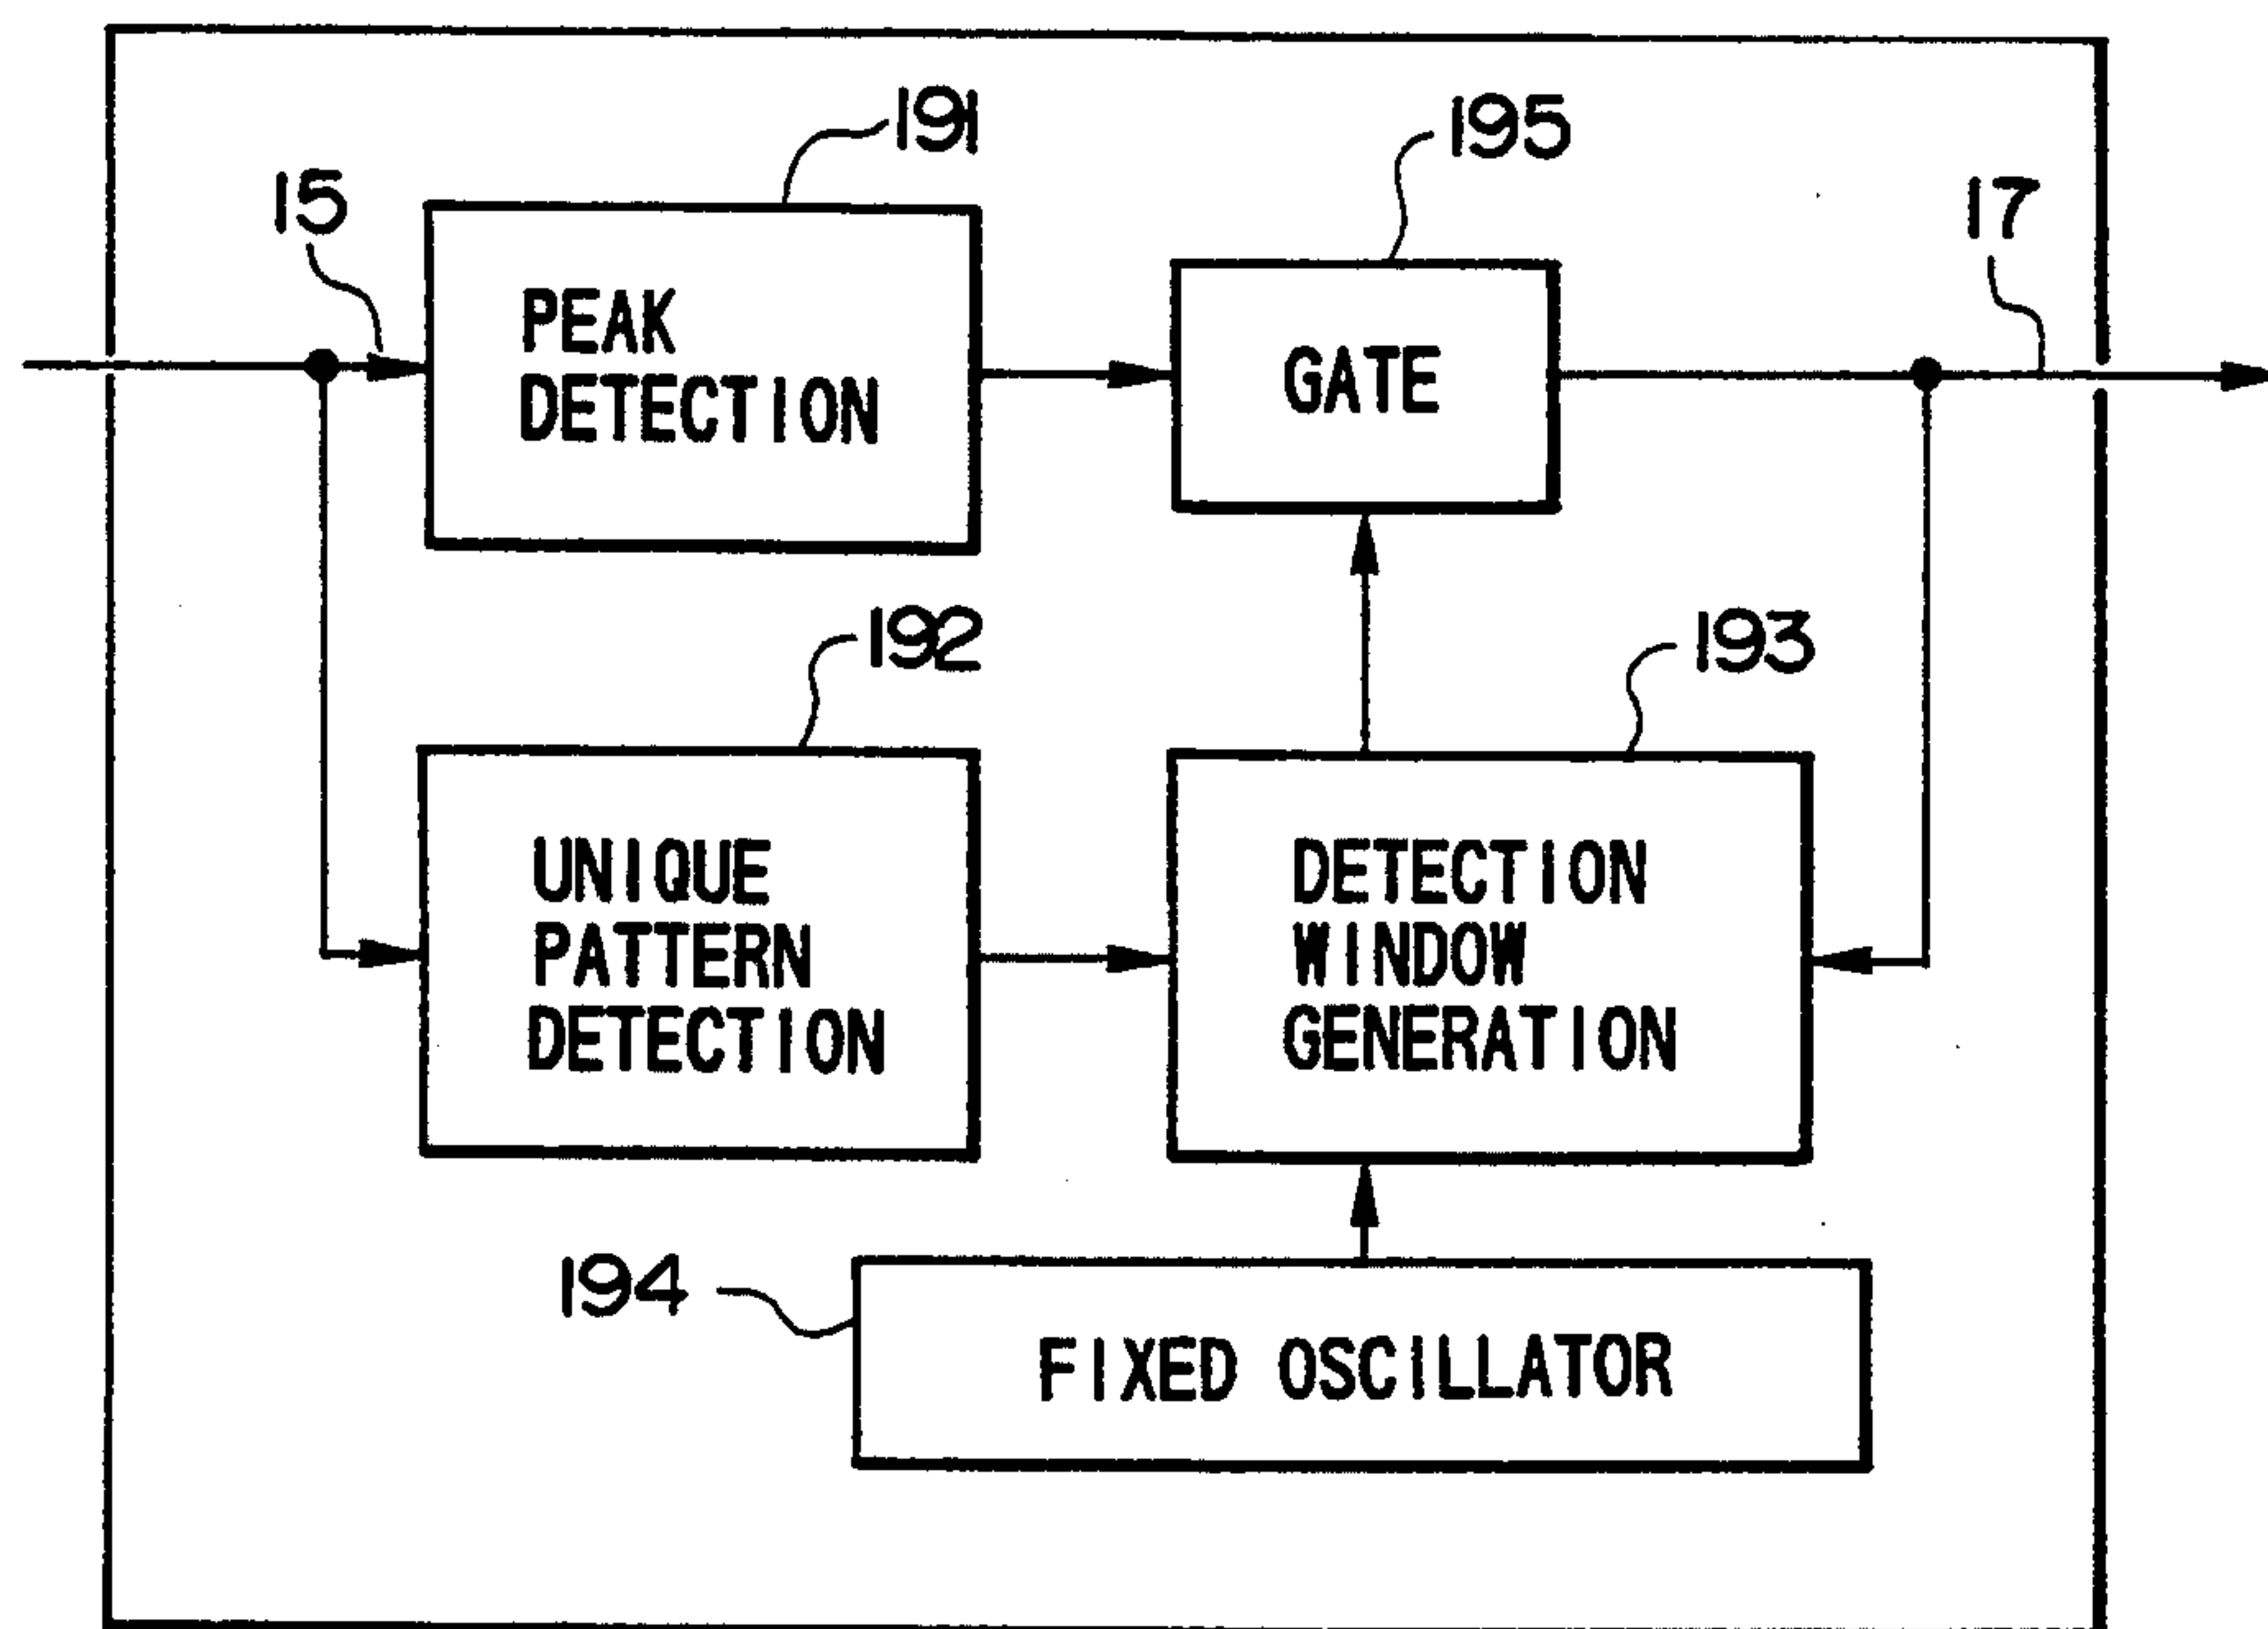 191
195
15
17
PEAK
DETECTION
GATE
192
193
UNIQUE
PATTERN
DETECTION
DETECTION
WINDOW
GENERATION
194
FIXED OSCILLATOR